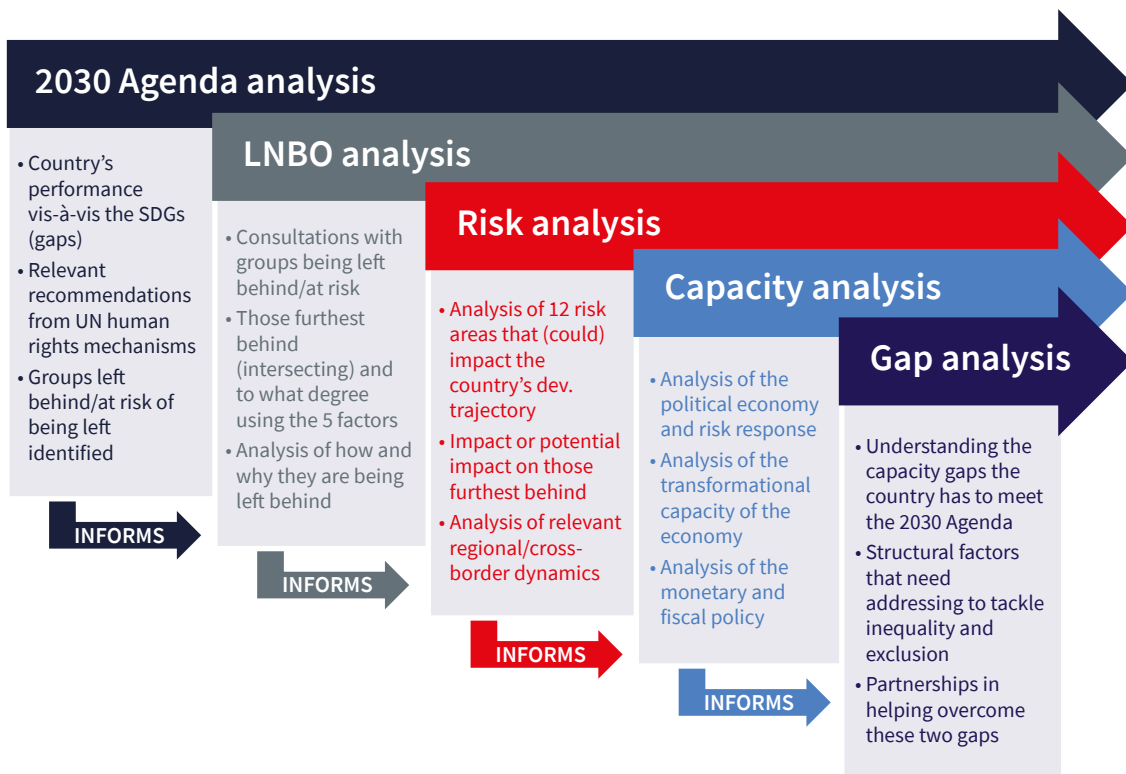 2030 Agenda analysis
• Country's
performance
vis-à-vis the SDGs
(gaps)
• Relevant
recommendations
from UN human
rights mechanisms
• Groups left
behind/at risk of
being left
identified
INFORMS
LNBO analysis
• Consultations with
groups being left
behind/at risk
• Those furthest
behind
(intersecting) and
to what degree
using the 5 factors
• Analysis of how and
why they are being
left behind
INFORMS
Risk analysis
• Analysis of 12 risk
areas that (could)
impact the
country's dev.
trajectory
• Impact or potential
impact on those
furthest behind
• Analysis of relevant
regional/cross-
border dynamics
INFORMS
Capacity analysis
• Analysis of the
political economy
and risk response
• Analysis of the
transformational
capacity of the
economy
• Analysis of the
monetary and
fiscal policy
INFORMS
Gap analysis
• Understanding the
capacity gaps the
country has to meet
the 2030 Agenda
• Structural factors
that need
addressing to tackle
inequality and
exclusion
• Partnerships in
helping overcome
these two gaps